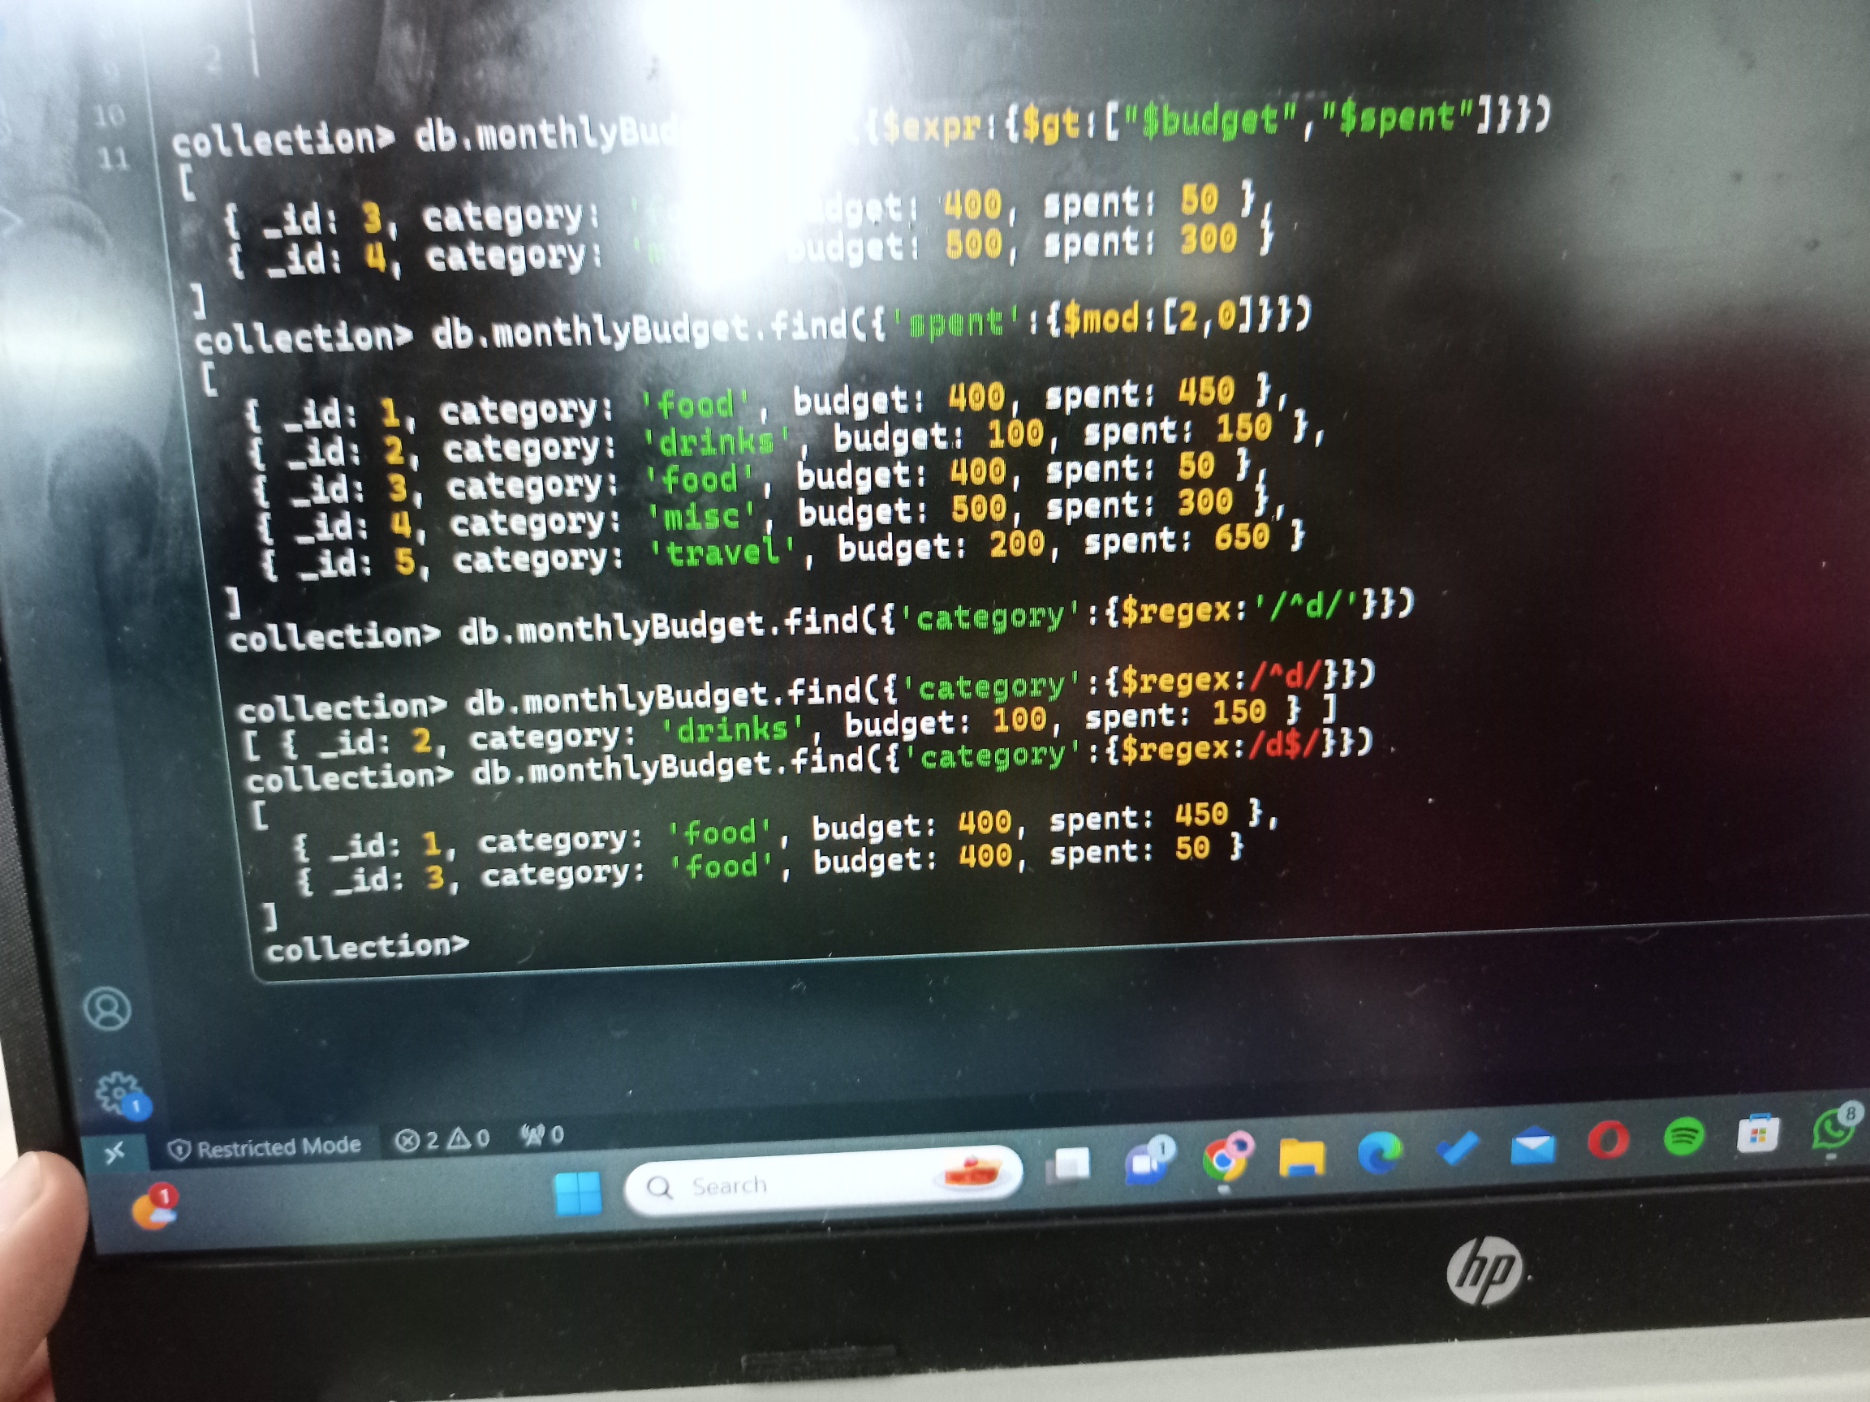 2
10
11
collection> db.monthlyBud {$expr:{$gt:["$budget","$spent"]}})
[
{ _id: 3, category: ' dget: 400, spent: 50 },
{ _id: 4, category: ' budget: 500, spent: 300 }
]
collection> db.monthlyBudget.find({'spent':{$mod:[2,0]}})
[
{ _id: 1, category: 'food', budget: 400, spent: 450 },
{ _id: 2, category: 'drinks', budget: 100, spent: 150 },
{ _id: 3, category: 'food', budget: 400, spent: 50 },
{ _id: 4, category: 'misc', budget: 500, spent: 300 },
{ _id: 5, category: 'travel', budget: 200, spent: 650 }
]
collection> db.monthlyBudget.find({'category':{$regex:'/^d/'}})
collection> db.monthlyBudget.find({'category':{$regex:/^d/}})
[ { _id: 2, category: 'drinks', budget: 100, spent: 150 } ]
collection> db.monthlyBudget.find({'category':{$regex:/d$/}})
[
{ _id: 1, category: 'food', budget: 400, spent: 450 },
{ _id: 3, category: 'food', budget: 400, spent: 50 }
]
collection>
1
Restricted Mode 2 0 0
1
Search
1
8
hp